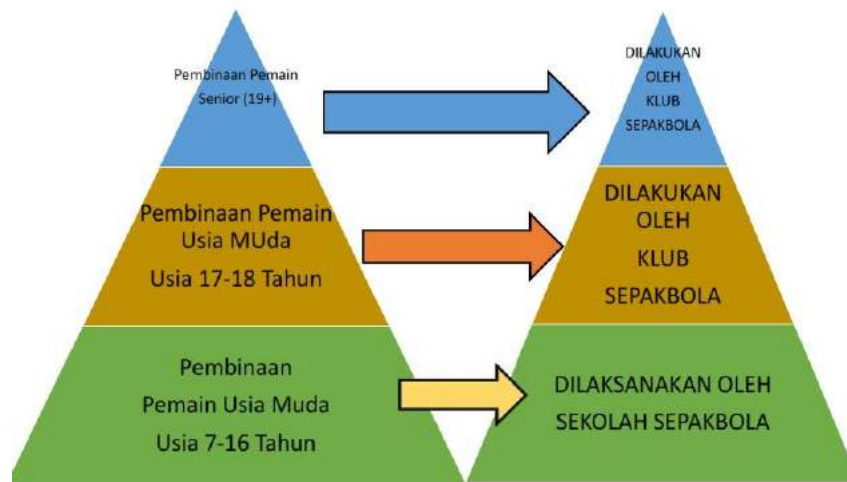 Pembinaan Pemain
Senior (19+)
DILAKUKAN
OLEH
KLUB
SEPAKBOLA
Pembinaan Pemain
Usia MUda
Usia 17-18 Tahun
DILAKUKAN
OLEH
KLUB
SEPAKBOLA
Pembinaan
Pemain Usia Muda
Usia 7-16 Tahun
DILAKSANAKAN OLEH
SEKOLAH SEPAKBOLA